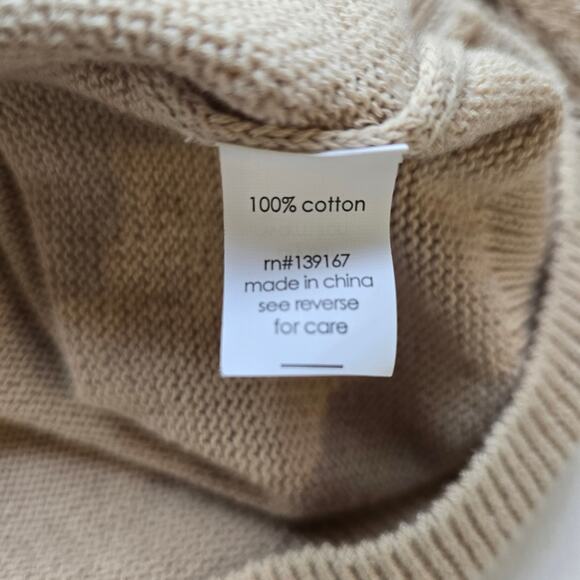 100% cotton
rn#139167
made in china
see reverse
for care